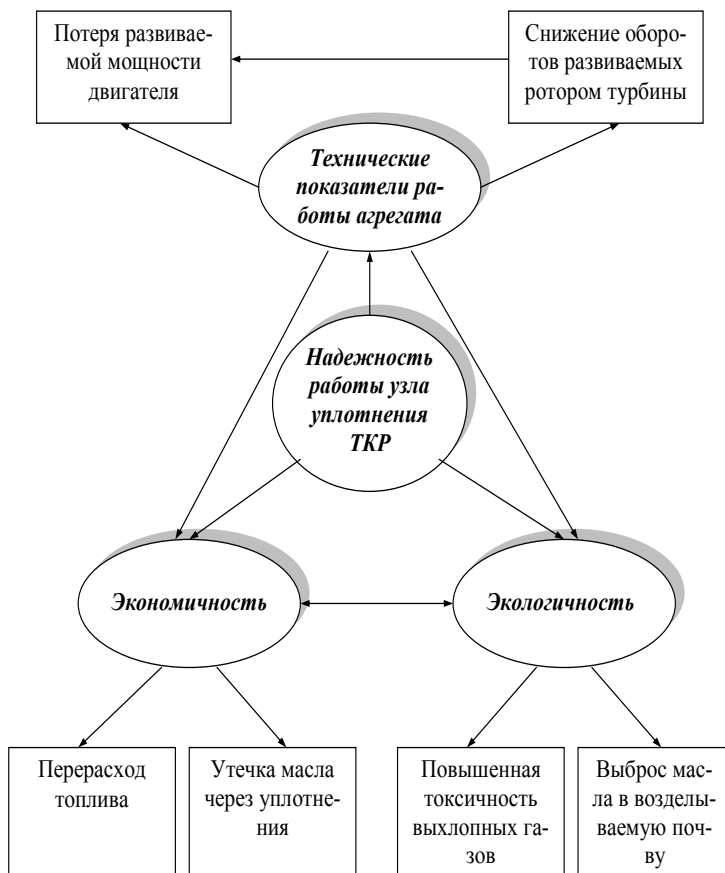 Потеря развивае-
мой мощности
двигателя
Снижение оборо-
тов развиваемых
ротором турбины
Технические
показатели ра-
боты агрегата
Надежность
работы узла
уплотнения
ТКР
Экономичность
Экологичность
Перерасход
топлива
Утечка масла
через уплотне-
ния
Повышенная
токсичность
выхлопных га-
зов
Выброс мас-
ла в возделы-
ваемую поч-
ву